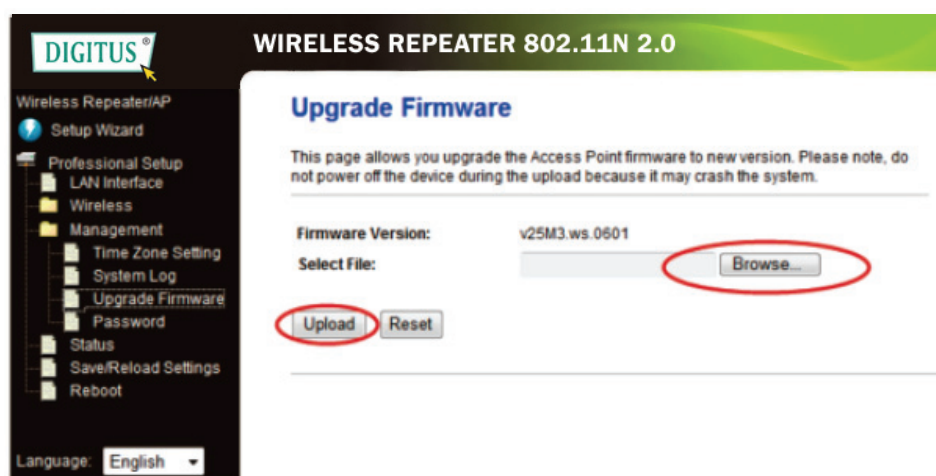 DIGITUS®
WIRELESS REPEATER 802.11N 2.0
Wireless Repeater/AP
Setup Wizard
Professional Setup
LAN Interface
Wireless
Management
Time Zone Setting
System Log
Upgrade Firmware
Password
Status
Save/Reload Settings
Reboot
Language: English
Upgrade Firmware
This page allows you upgrade the Access Point firmware to new version. Please note, do
not power off the device during the upload because it may crash the system.
Firmware Version: v25M3.ws.0601
Select File: Browse...
Upload Reset